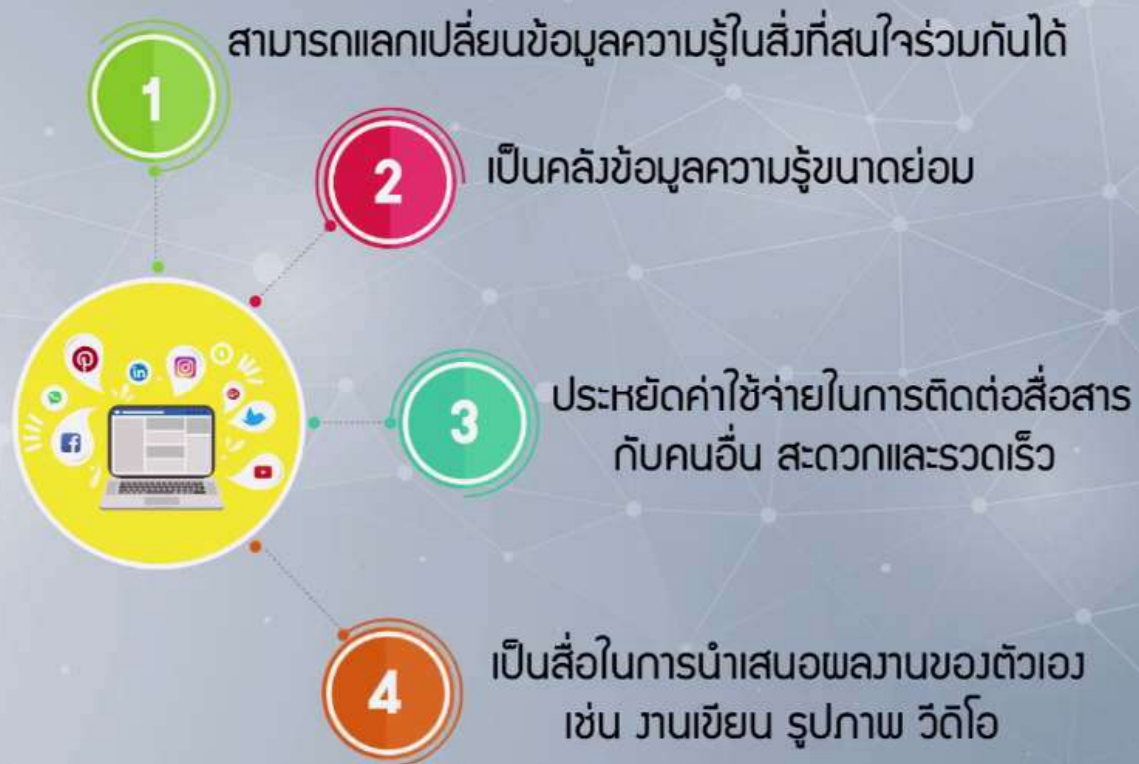 1
สามารถแลกเปลี่ยนข้อมูลความรู้ในสิ่งที่สนใจร่วมกันได้
2
เป็นคลังข้อมูลความรู้ขนาดย่อม
3
ประหยัดค่าใช้จ่ายในการติดต่อสื่อสาร
กับคนอื่น สะดวกและรวดเร็ว
4
เป็นสื่อในการนำเสนอผลงานของตัวเอง
เช่น งานเขียน รูปภาพ วีดิโอ